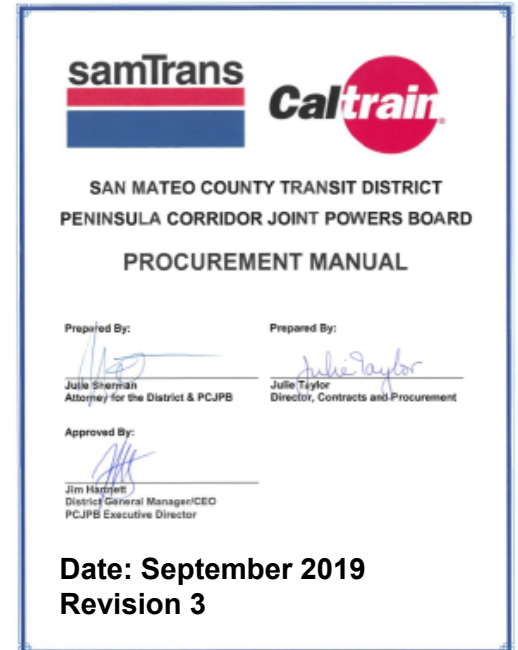 samTrans
Caltrain
SAN MATEO COUNTY TRANSIT DISTRICT
PENINSULA CORRIDOR JOINT POWERS BOARD
PROCUREMENT MANUAL
Prepared By:
Prepared By:
Julie Sherman
Attorney for the District & PCJPB
Julie Taylor
Julie Taylor
Director, Contracts and Procurement
Approved By:
Jim Hartnett
District General Manager/CEO
PCJPB Executive Director
Date: September 2019
Revision 3